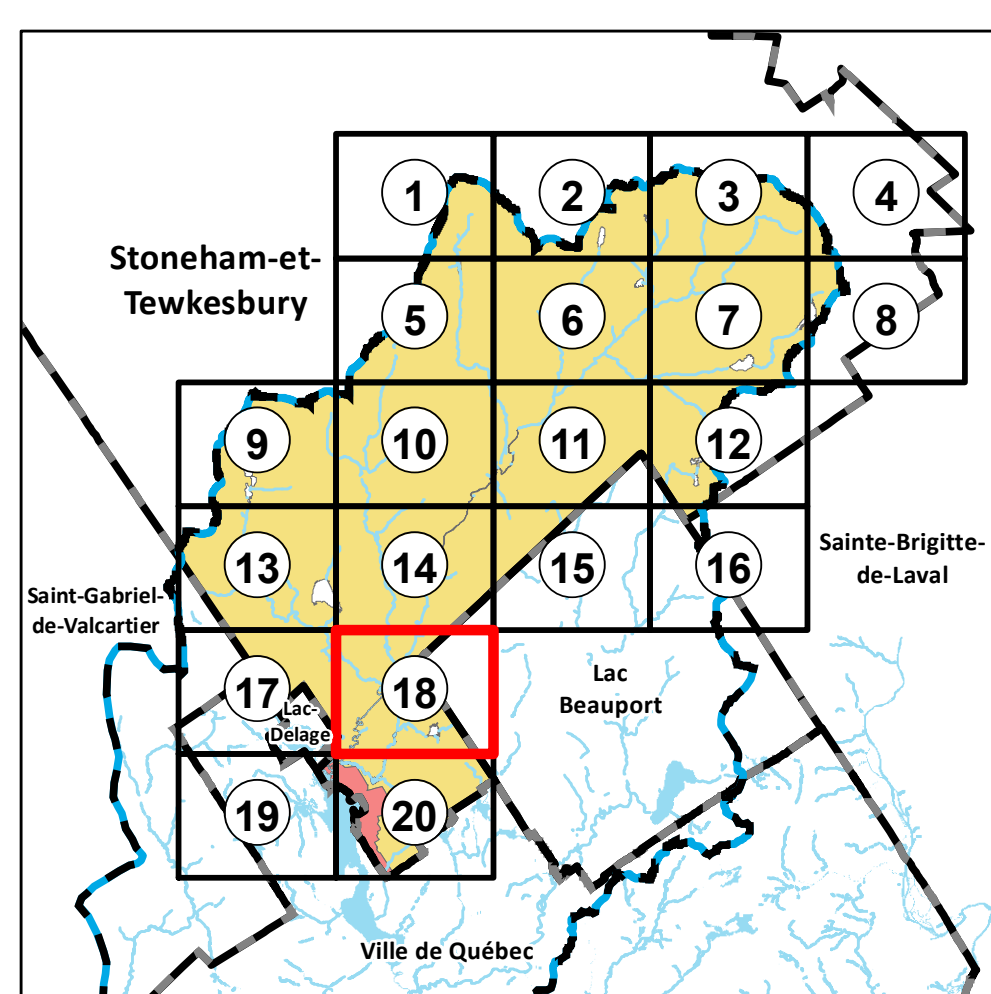 1
2
3
4
Stoneham-et-
Tewkesbury
5
6
7
8
9
10
11
12
13
14
15
16
Sainte-Brigitte-
de-Laval
Saint-Gabriel-
de-Valcartier
17
Lac-
Delage
18
Lac
Beauport
19
20
Ville de Québec